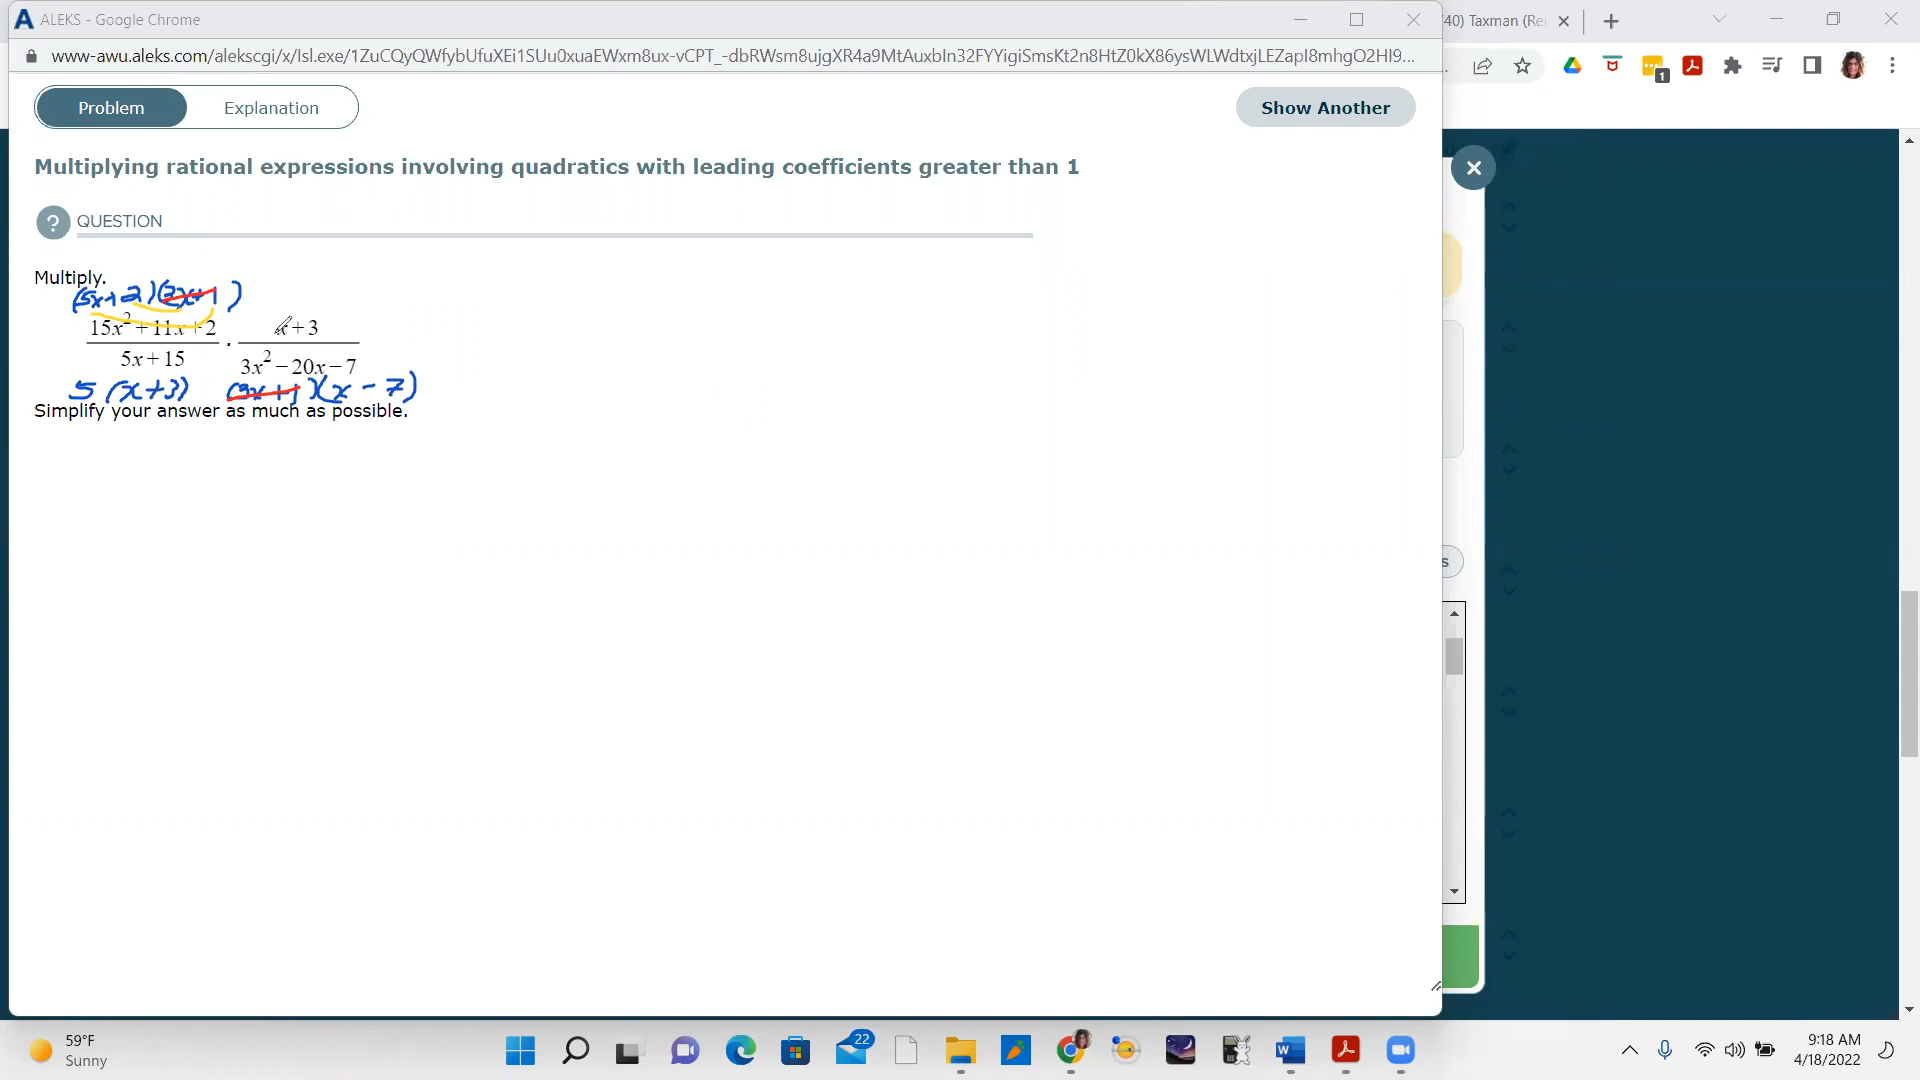 ALEKS - Google Chrome
40) Taxman (Re
www-awu.aleks.com/alekscgi/x/Isl.exe/1ZuCQyQWfybUfuXEi1SUu0xuaEWxm8ux-vCPT_-dbRWsm8ujgXR4a9MtAuxbIn32FYYigiSmsKt2n8HtZ0kX86ysWLWdtxjLEZapI8mhgO2HI9...
1
Problem Explanation Show Another
Multiplying rational expressions involving quadratics with leading coefficients greater than 1
? QUESTION
Multiply.
(5x+2)(3x+1)
15x² + 11x + 2 x + 3
5x + 15 · 3x² − 20x − 7
5(x+3) (3x+1)(x-7)
Simplify your answer as much as possible.
s
59°F
Sunny
22
9:18 AM
4/18/2022